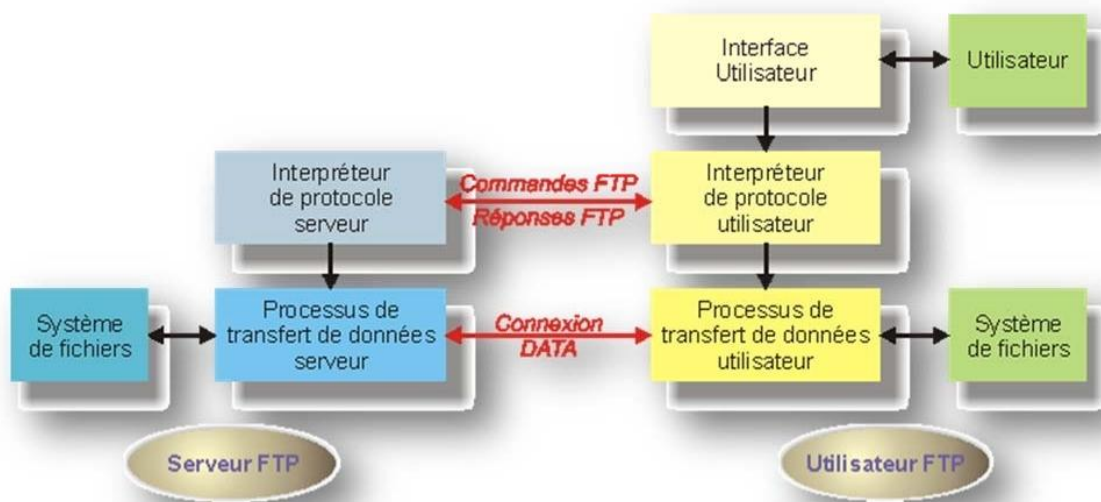 Interface
Utilisateur
Utilisateur
Interpréteur
de protocole
serveur
Commandes FTP
Réponses FTP
Interpréteur
de protocole
utilisateur
Système
de fichiers
Processus de
transfert de données
serveur
Connexion
DATA
Processus de
transfert de données
utilisateur
Système
de fichiers
Serveur FTP
Utilisateur FTP